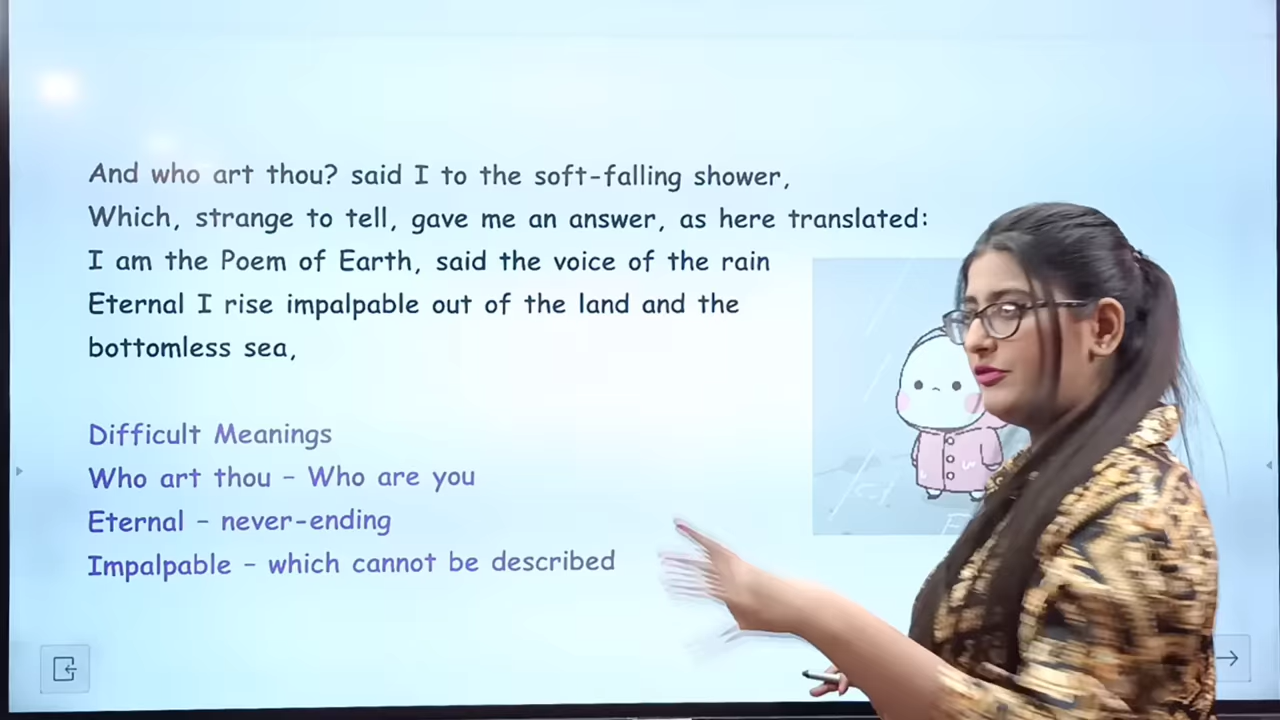 And who art thou? said I to the soft-falling shower,
Which, strange to tell, gave me an answer, as here translated:
I am the Poem of Earth, said the voice of the rain
Eternal I rise impalpable out of the land and the
bottomless sea,
Difficult Meanings
Who art thou – Who are you
Eternal – never-ending
Impalpable – which cannot be described